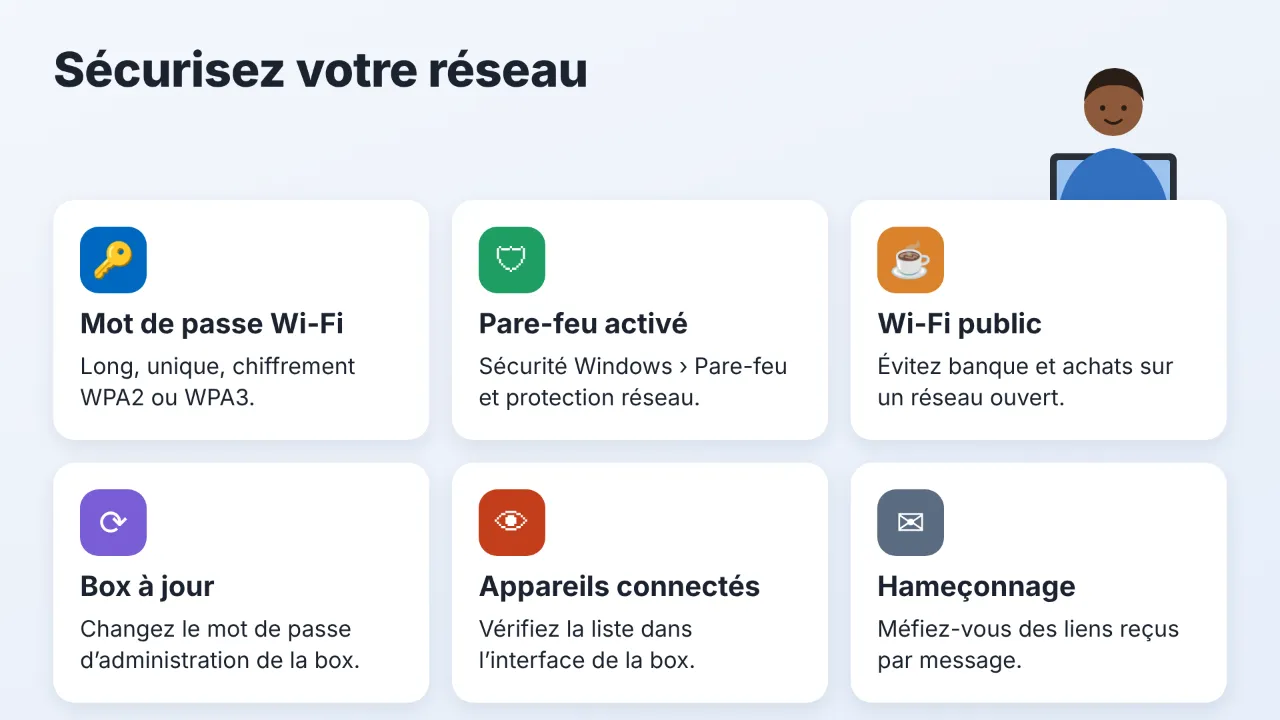 Sécurisez votre réseau
Mot de passe Wi-Fi
Long, unique, chiffrement
WPA2 ou WPA3.
Pare-feu activé
Sécurité Windows › Pare-feu
et protection réseau.
Wi-Fi public
Évitez banque et achats sur
un réseau ouvert.
Box à jour
Changez le mot de passe
d’administration de la box.
Appareils connectés
Vérifiez la liste dans
l’interface de la box.
Hameçonnage
Méfiez-vous des liens reçus
par message.